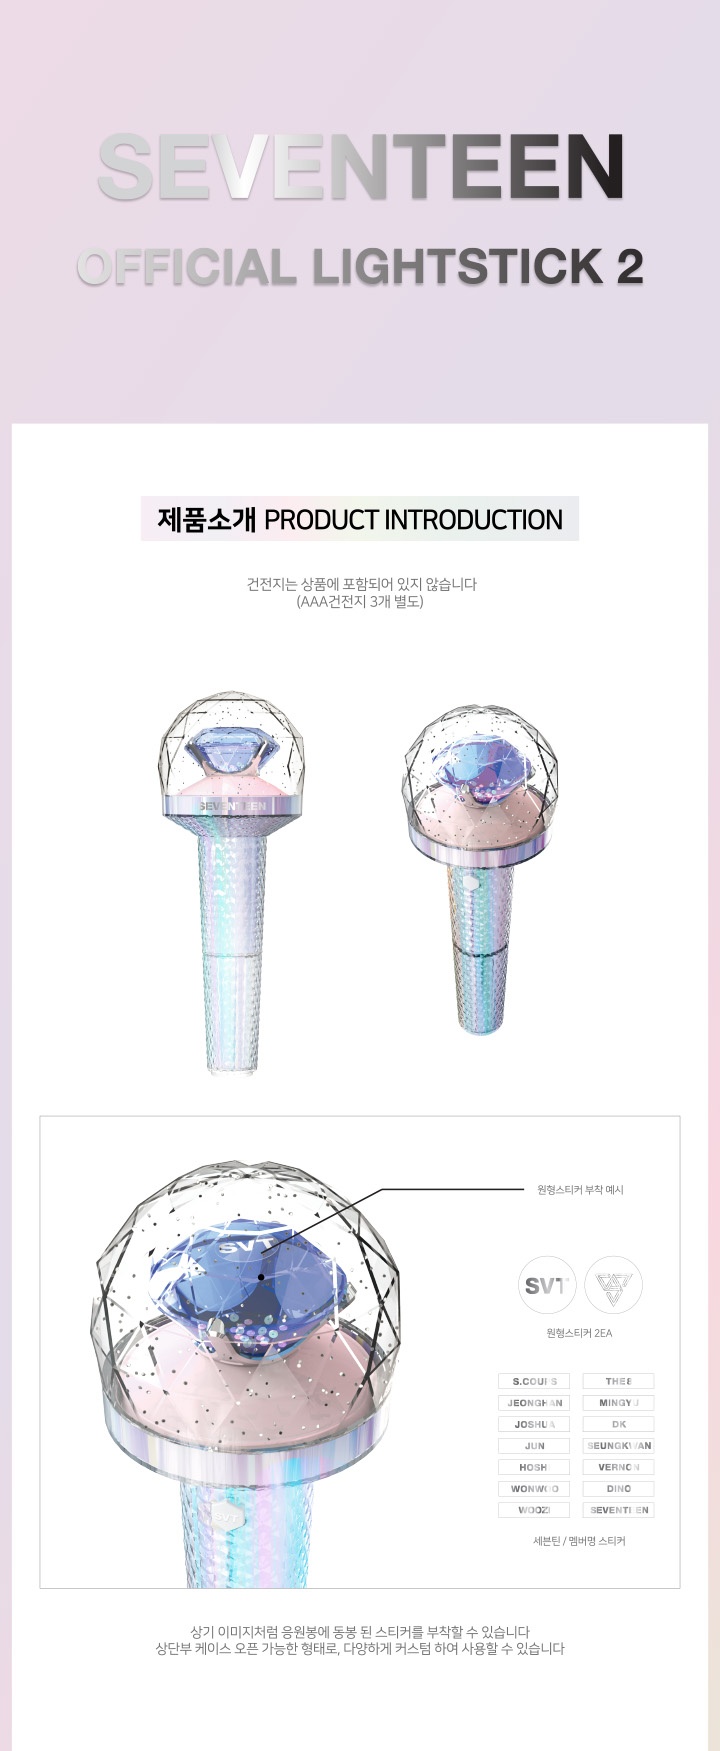 SEVENTEEN
OFFICIAL LIGHTSTICK 2
제품소개 PRODUCT INTRODUCTION
건전지는 상품에 포함되어 있지 않습니다
(AAA건전지 3개 별도)
SEVENTEEN
원형스티커 부착 예시
SVT
SVT
원형스티커 2EA
S.COUPS
THE8
JEONGHAN
MINGYU
JOSHUA
DK
JUN
SEUNGKWAN
HOSHI
VERNON
WONWOO
DINO
WOOZI
SEVENTEEN
SVT
세븐틴 / 멤버명 스티커
상기 이미지처럼 응원봉에 동봉 된 스티커를 부착할 수 있습니다
상단부 케이스 오픈 가능한 형태로, 다양하게 커스텀 하여 사용할 수 있습니다